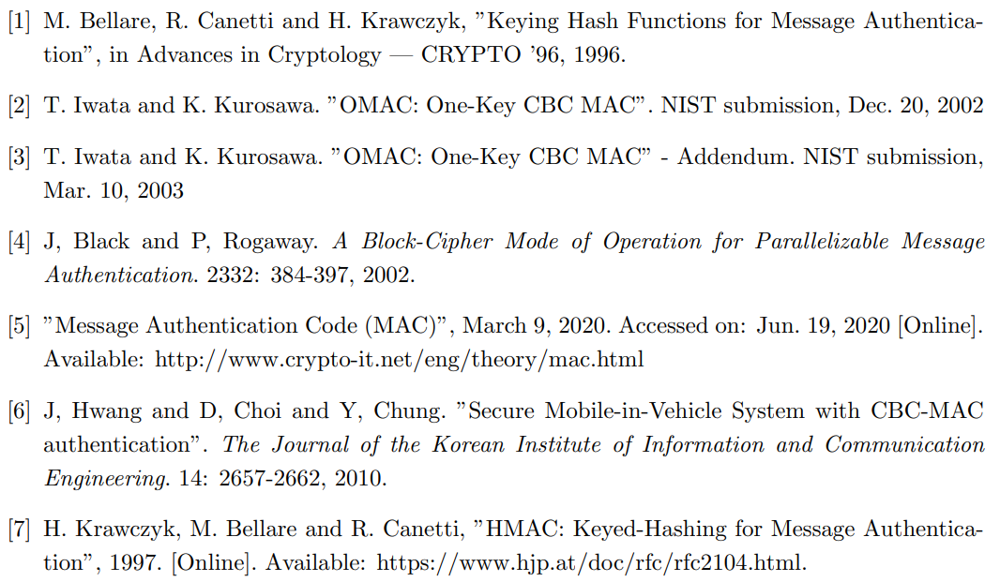 [1] M. Bellare, R. Canetti and H. Krawczyk, ”Keying Hash Functions for Message Authentica-
tion”, in Advances in Cryptology — CRYPTO ’96, 1996.
[2] T. Iwata and K. Kurosawa. ”OMAC: One-Key CBC MAC”. NIST submission, Dec. 20, 2002
[3] T. Iwata and K. Kurosawa. ”OMAC: One-Key CBC MAC” - Addendum. NIST submission,
Mar. 10, 2003
[4] J, Black and P, Rogaway. A Block-Cipher Mode of Operation for Parallelizable Message
Authentication. 2332: 384-397, 2002.
[5] ”Message Authentication Code (MAC)”, March 9, 2020. Accessed on: Jun. 19, 2020 [Online].
Available: http://www.crypto-it.net/eng/theory/mac.html
[6] J, Hwang and D, Choi and Y, Chung. ”Secure Mobile-in-Vehicle System with CBC-MAC
authentication”. The Journal of the Korean Institute of Information and Communication
Engineering. 14: 2657-2662, 2010.
[7] H. Krawczyk, M. Bellare and R. Canetti, ”HMAC: Keyed-Hashing for Message Authentica-
tion”, 1997. [Online]. Available: https://www.hjp.at/doc/rfc/rfc2104.html.